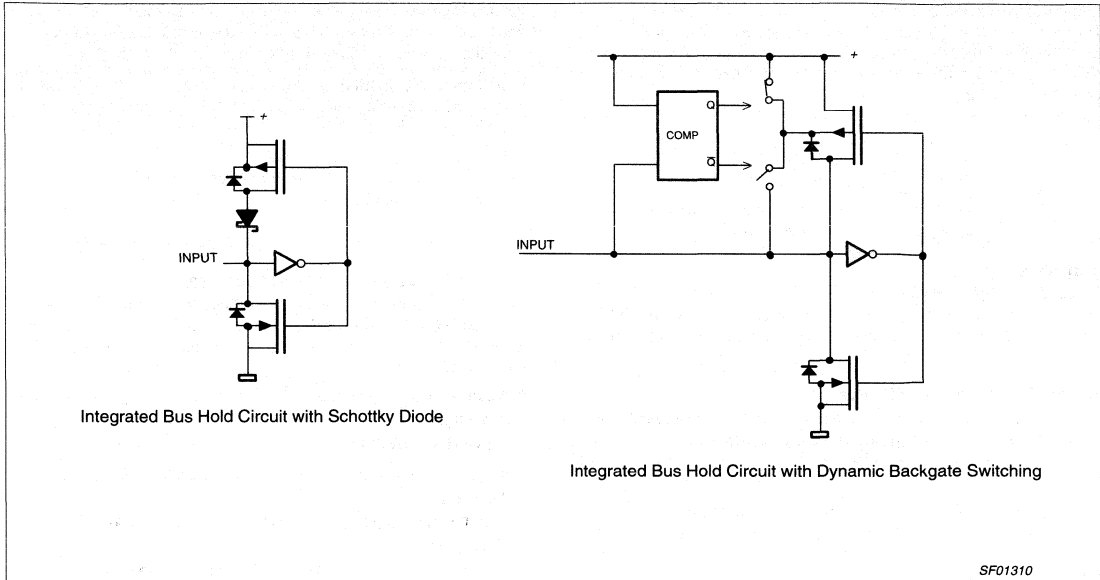 +
INPUT
Integrated Bus Hold Circuit with Schottky Diode
+
COMP
Q
Q̅
INPUT
Integrated Bus Hold Circuit with Dynamic Backgate Switching
SF01310